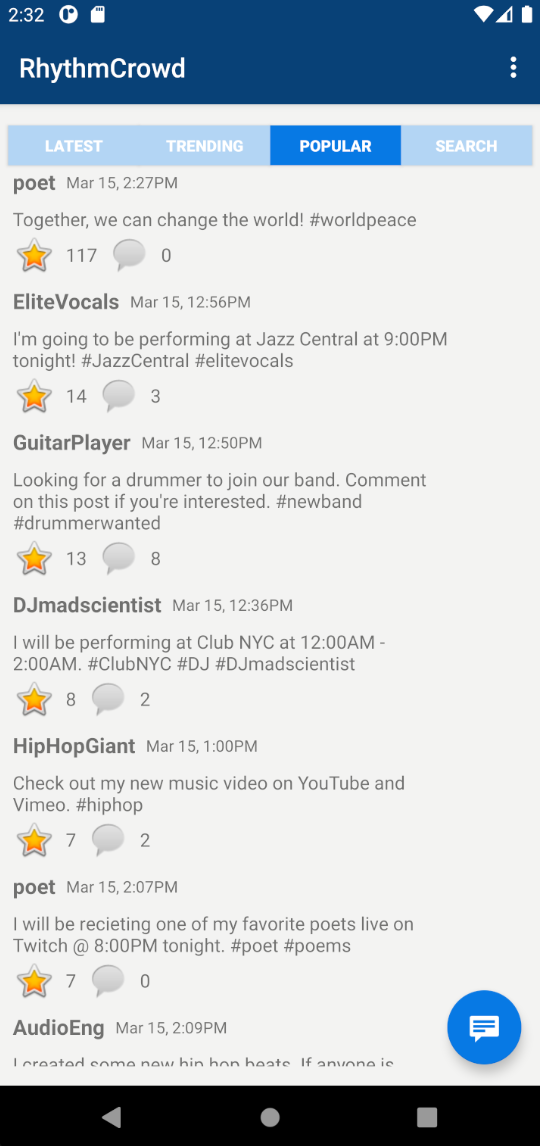 2:32
RhythmCrowd
LATEST TRENDING POPULAR SEARCH
poet Mar 15, 2:27PM
Together, we can change the world! #worldpeace
117 0
EliteVocals Mar 15, 12:56PM
I'm going to be performing at Jazz Central at 9:00PM
tonight! #JazzCentral #elitevocals
14 3
GuitarPlayer Mar 15, 12:50PM
Looking for a drummer to join our band. Comment
on this post if you're interested. #newband
#drummerwanted
13 8
DJmadscientist Mar 15, 12:36PM
I will be performing at Club NYC at 12:00AM -
2:00AM. #ClubNYC #DJ #DJmadscientist
8 2
HipHopGiant Mar 15, 1:00PM
Check out my new music video on YouTube and
Vimeo. #hiphop
7 2
poet Mar 15, 2:07PM
I will be recieting one of my favorite poets live on
Twitch @ 8:00PM tonight. #poet #poems
7 0
AudioEng Mar 15, 2:09PM
I created some new hip hop beats. If anyone is